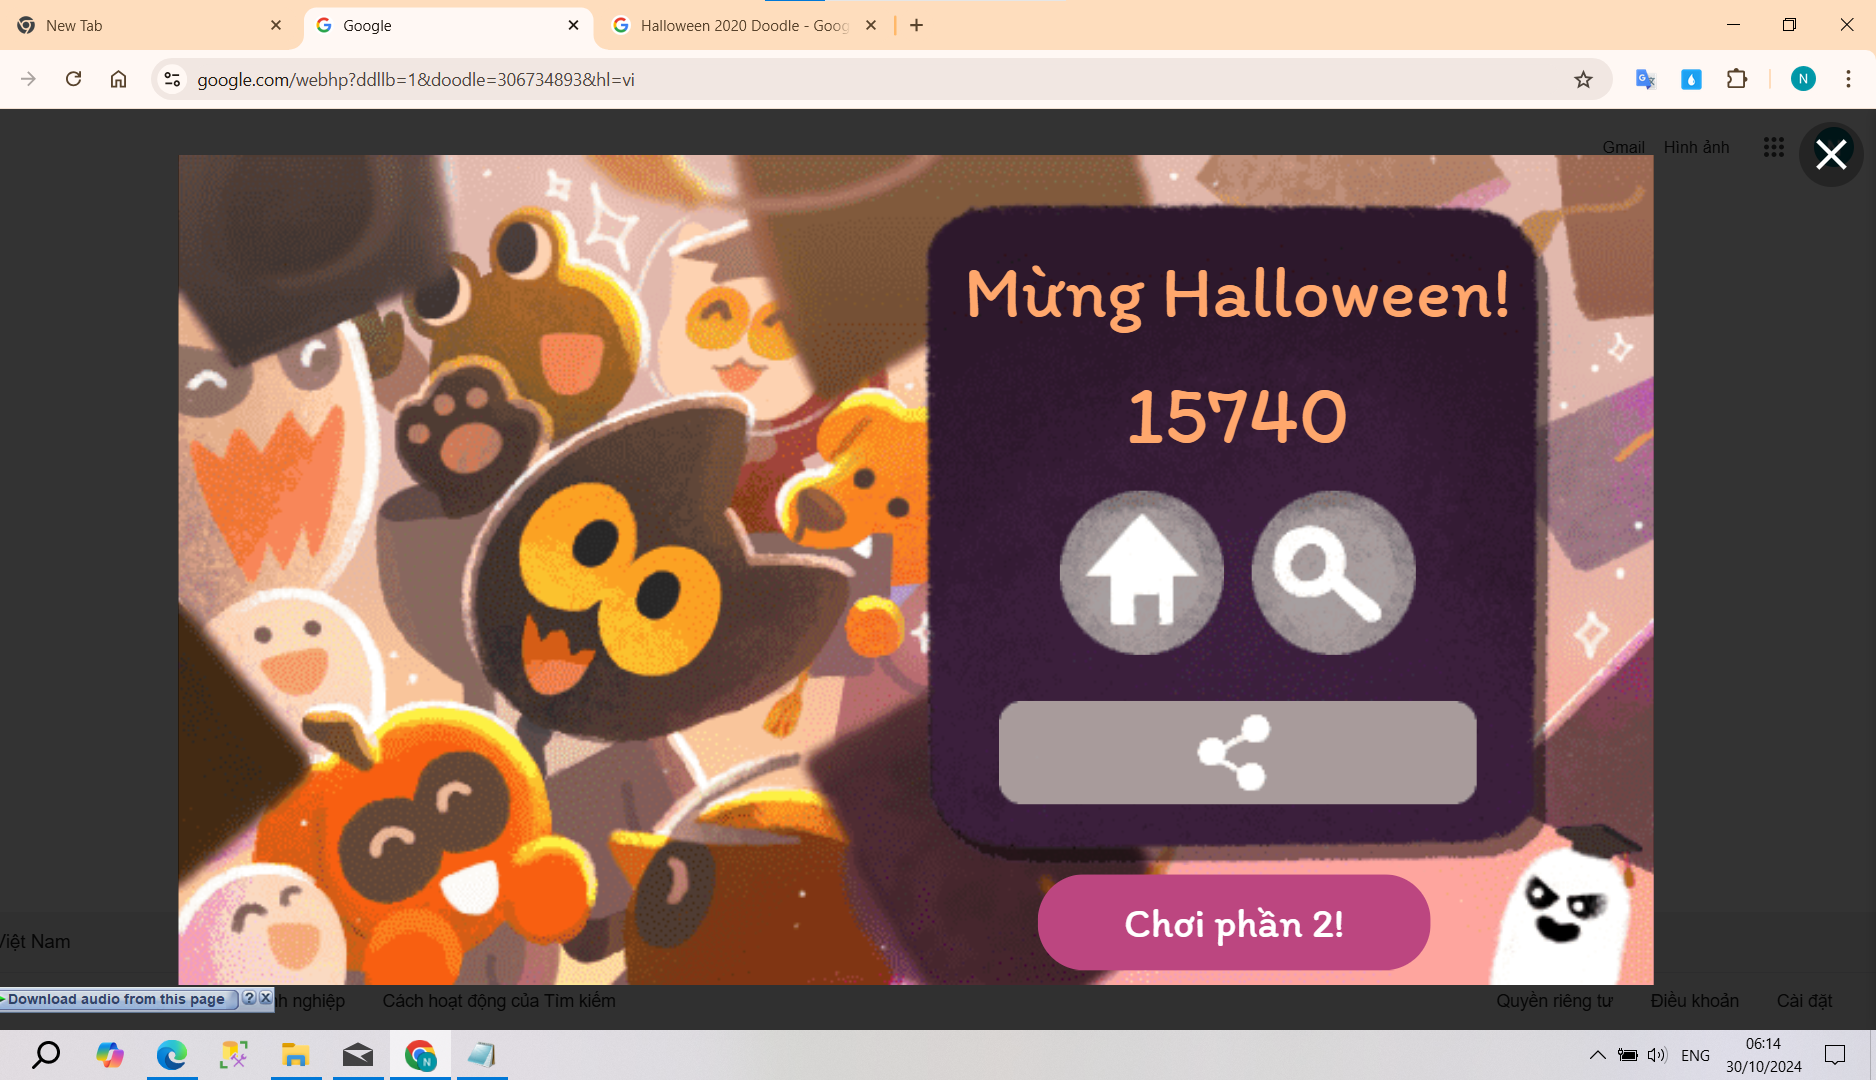 New Tab
Google
Halloween 2020 Doodle - Goog
google.com/webhp?ddllb=1&doodle=306734893&hl=vi
N
Gmail
Hình ảnh
Mừng Halloween!
15740
Chơi phần 2!
Việt Nam
Download audio from this page
?
X
nh nghiệp
Cách hoạt động của Tìm kiếm
Quyền riêng tư
Điều khoản
Cài đặt
N
ENG
06:14
30/10/2024